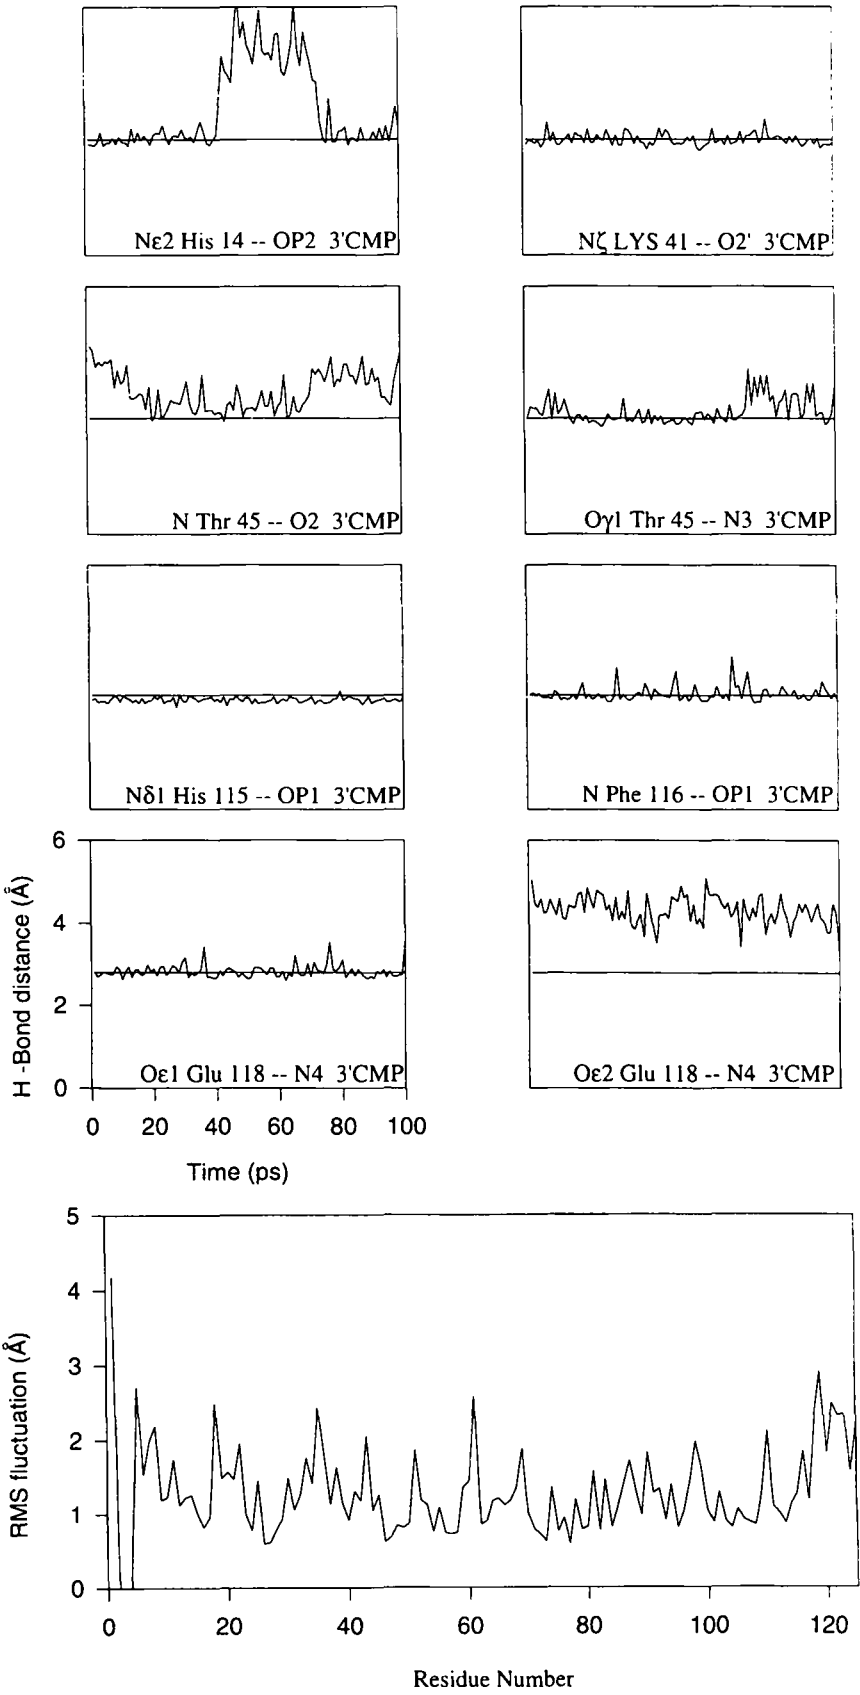 Nε2 His 14 -- OP2 3'CMP
Nζ LYS 41 -- O2' 3'CMP
N Thr 45 -- O2 3'CMP
Oγ1 Thr 45 -- N3 3'CMP
Nδ1 His 115 -- OP1 3'CMP
N Phe 116 -- OP1 3'CMP
H -Bond distance (Å)
6
4
2
0
Oε1 Glu 118 -- N4 3'CMP
Oε2 Glu 118 -- N4 3'CMP
0 20 40 60 80 100
Time (ps)
RMS fluctuation (Å)
5
4
3
2
1
0
0 20 40 60 80 100 120
Residue Number